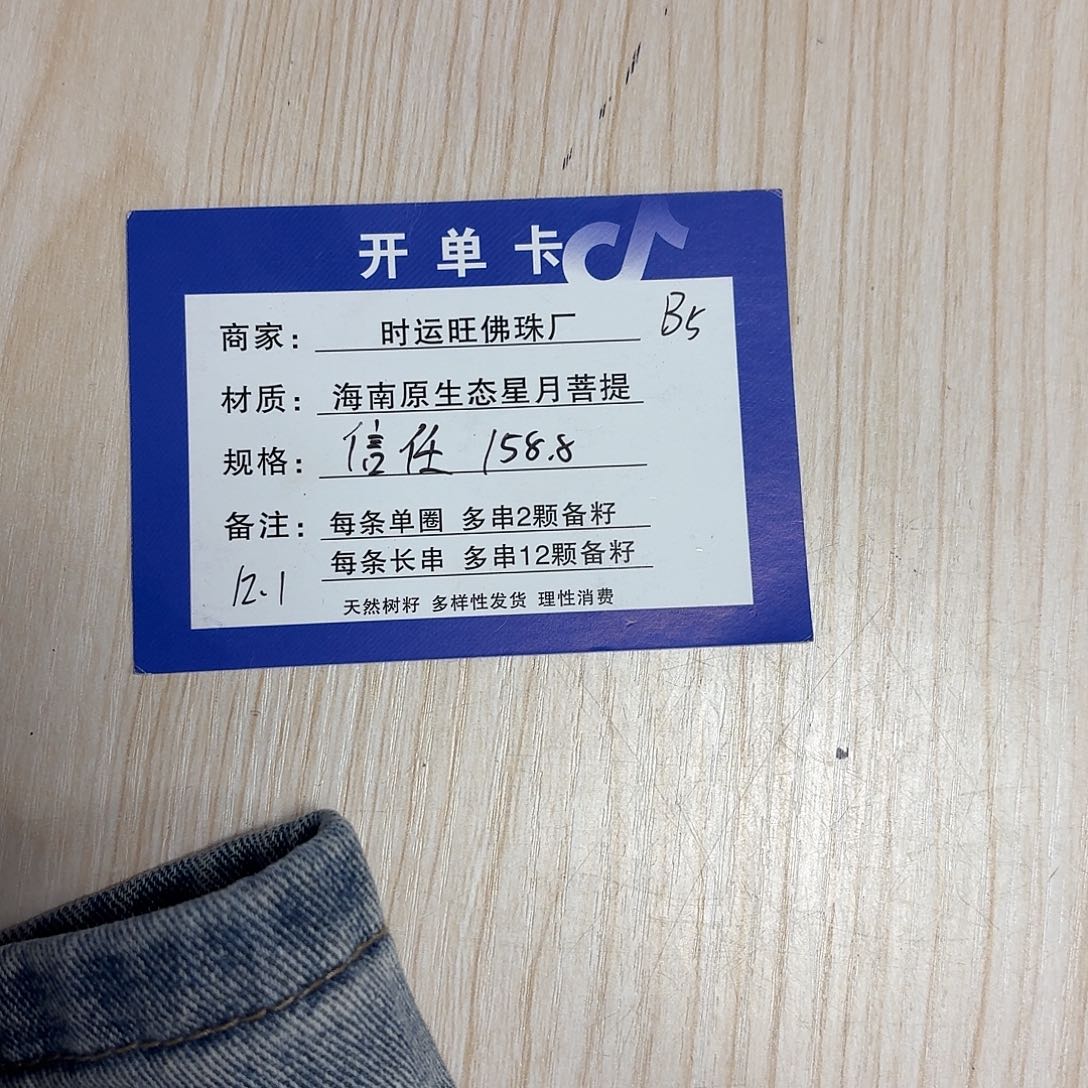 开单卡
商家： 时运旺佛珠厂 B5
材质： 海南原生态星月菩提
规格： 信任 158.8
备注： 每条单圈 多串2颗备籽
每条长串 多串12颗备籽
12.1
天然树籽 多样性发货 理性消费